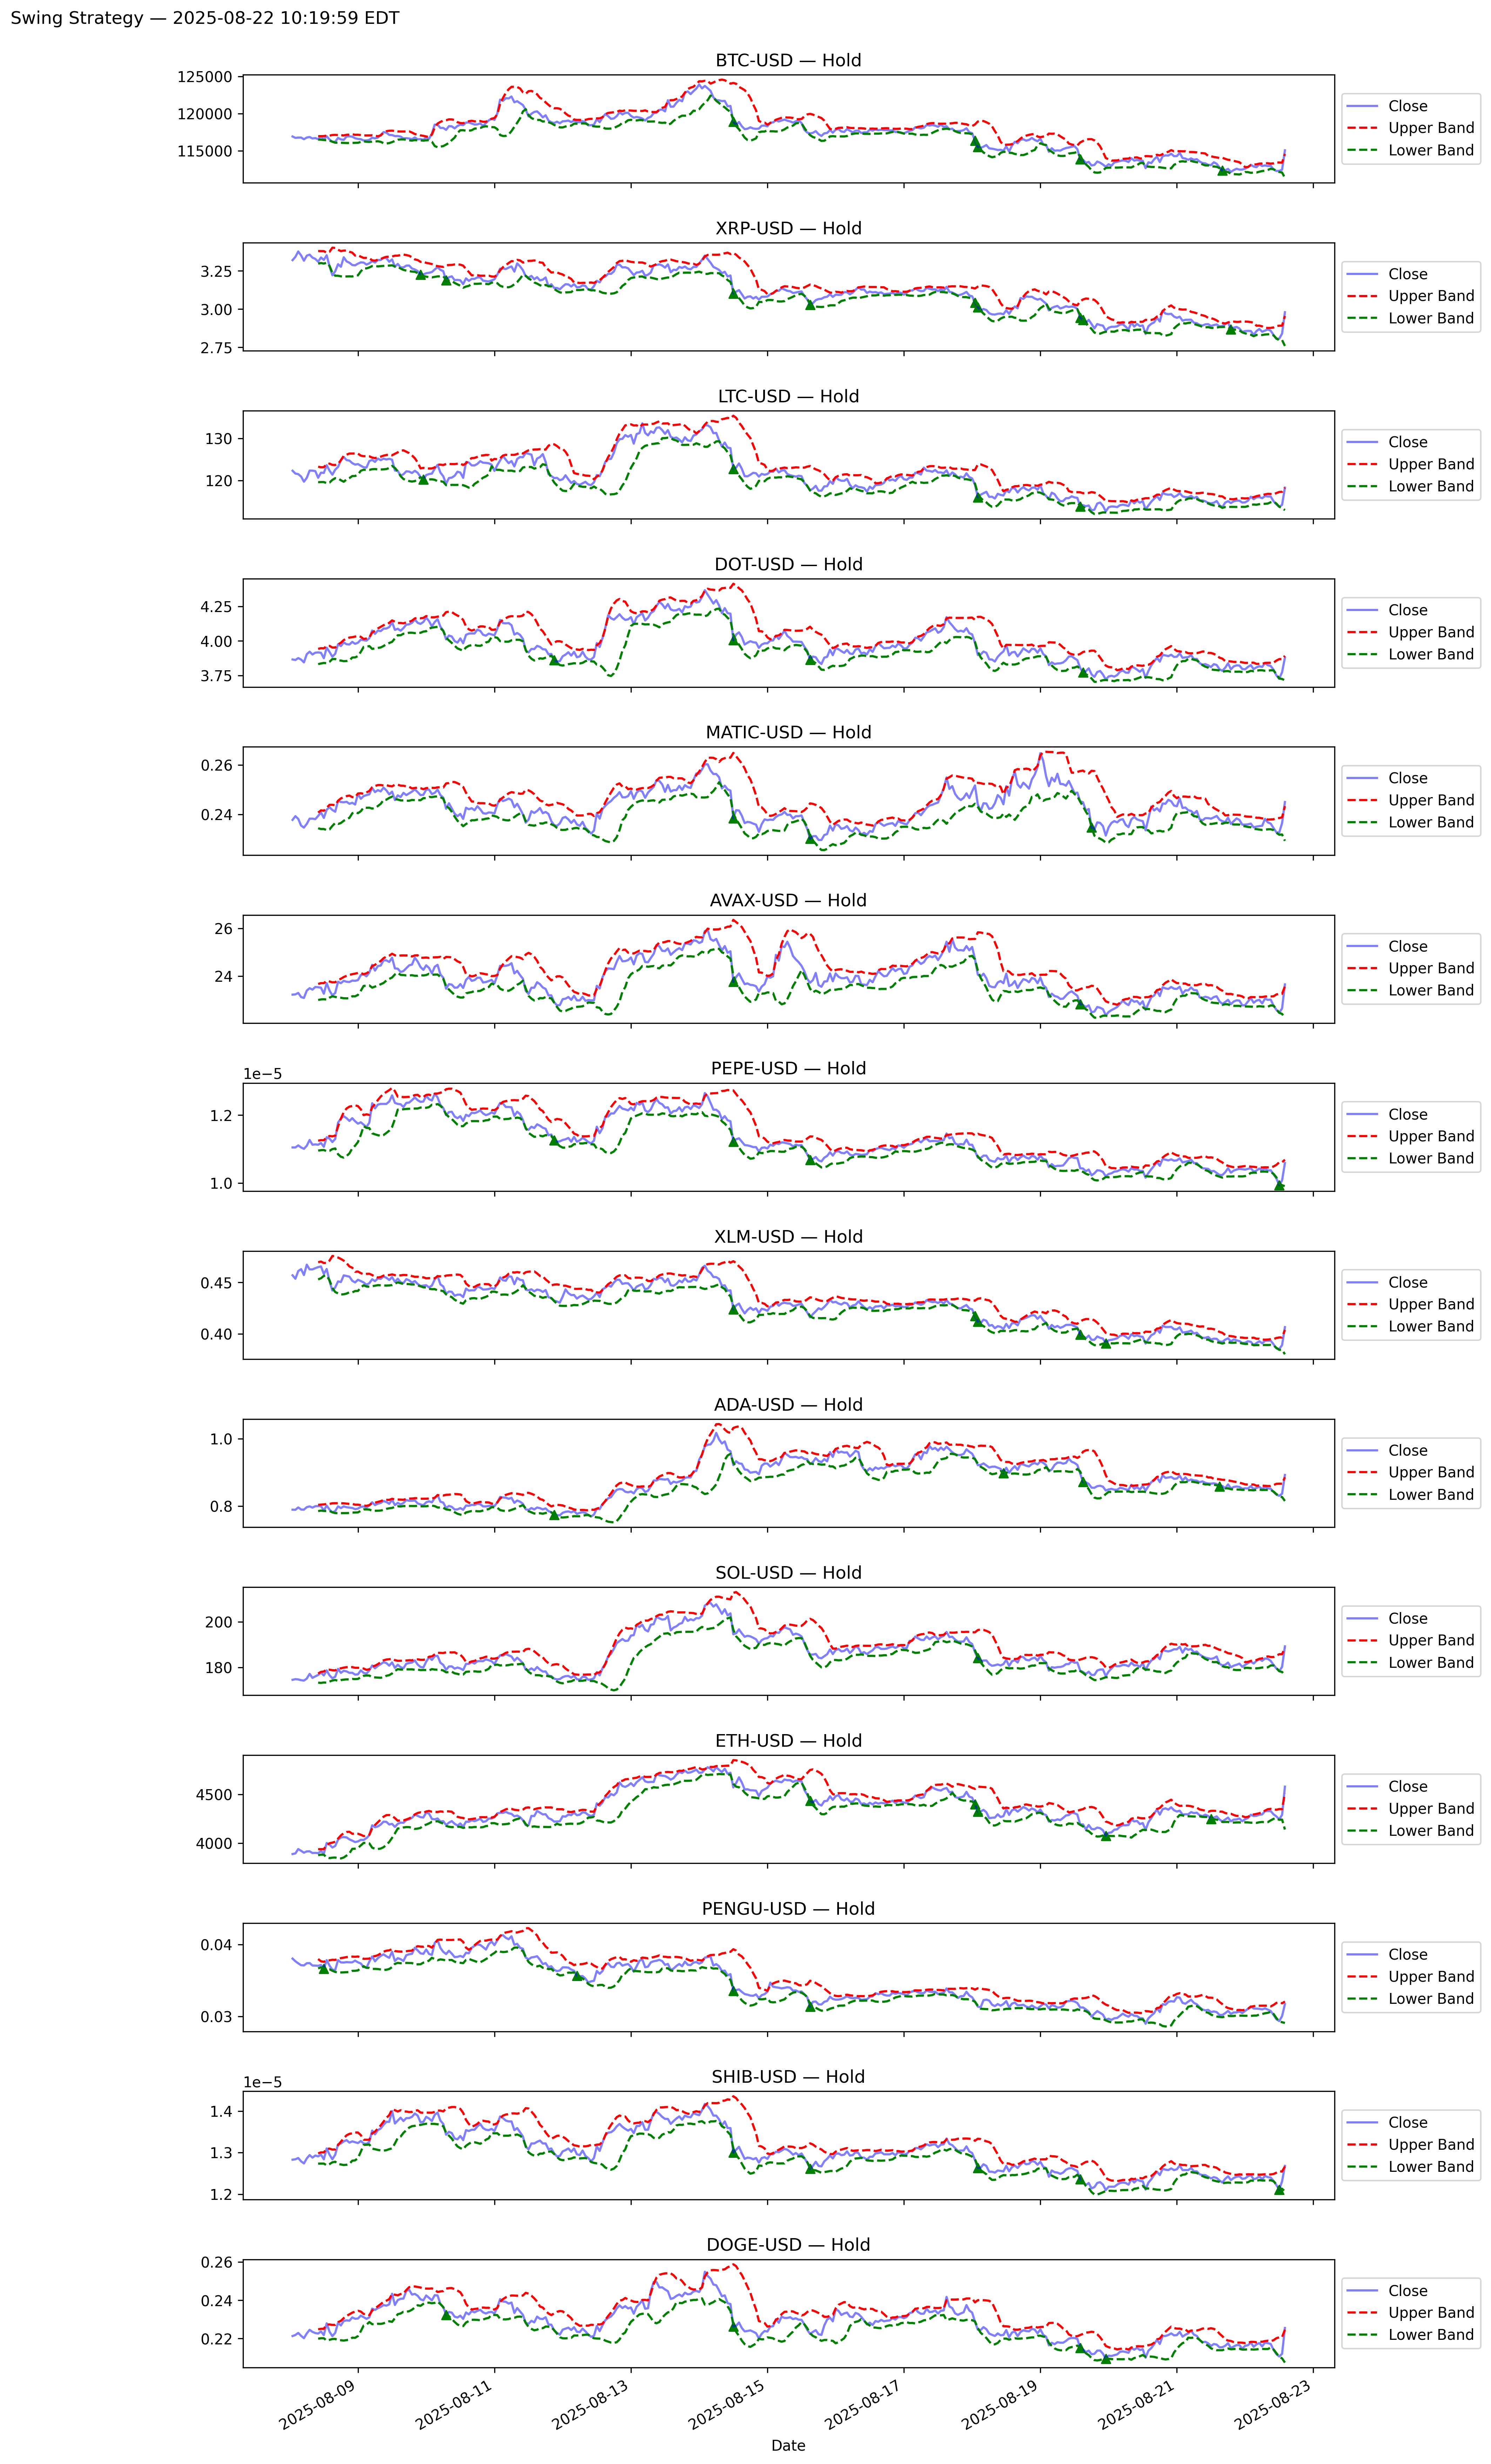 Swing Strategy — 2025-08-22 10:19:59 EDT
BTC-USD — Hold
125000
120000
115000
Close
Upper Band
Lower Band
XRP-USD — Hold
3.25
3.00
2.75
Close
Upper Band
Lower Band
LTC-USD — Hold
130
120
Close
Upper Band
Lower Band
DOT-USD — Hold
4.25
4.00
3.75
Close
Upper Band
Lower Band
MATIC-USD — Hold
0.26
0.24
Close
Upper Band
Lower Band
AVAX-USD — Hold
26
24
Close
Upper Band
Lower Band
PEPE-USD — Hold
1e−5
1.2
1.0
Close
Upper Band
Lower Band
XLM-USD — Hold
0.45
0.40
Close
Upper Band
Lower Band
ADA-USD — Hold
1.0
0.8
Close
Upper Band
Lower Band
SOL-USD — Hold
200
180
Close
Upper Band
Lower Band
ETH-USD — Hold
4500
4000
Close
Upper Band
Lower Band
PENGU-USD — Hold
0.04
0.03
Close
Upper Band
Lower Band
SHIB-USD — Hold
1e−5
1.4
1.3
1.2
Close
Upper Band
Lower Band
DOGE-USD — Hold
0.26
0.24
0.22
Close
Upper Band
Lower Band
2025-08-09
2025-08-11
2025-08-13
2025-08-15
2025-08-17
2025-08-19
2025-08-21
2025-08-23
Date